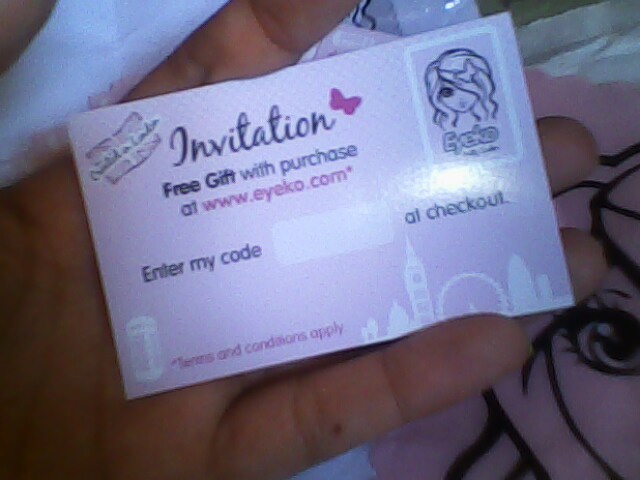 Invitation
Free Gift with purchase
at www.eyeko.com*
Enter my code at checkout.
*Terms and conditions apply
Eyeko